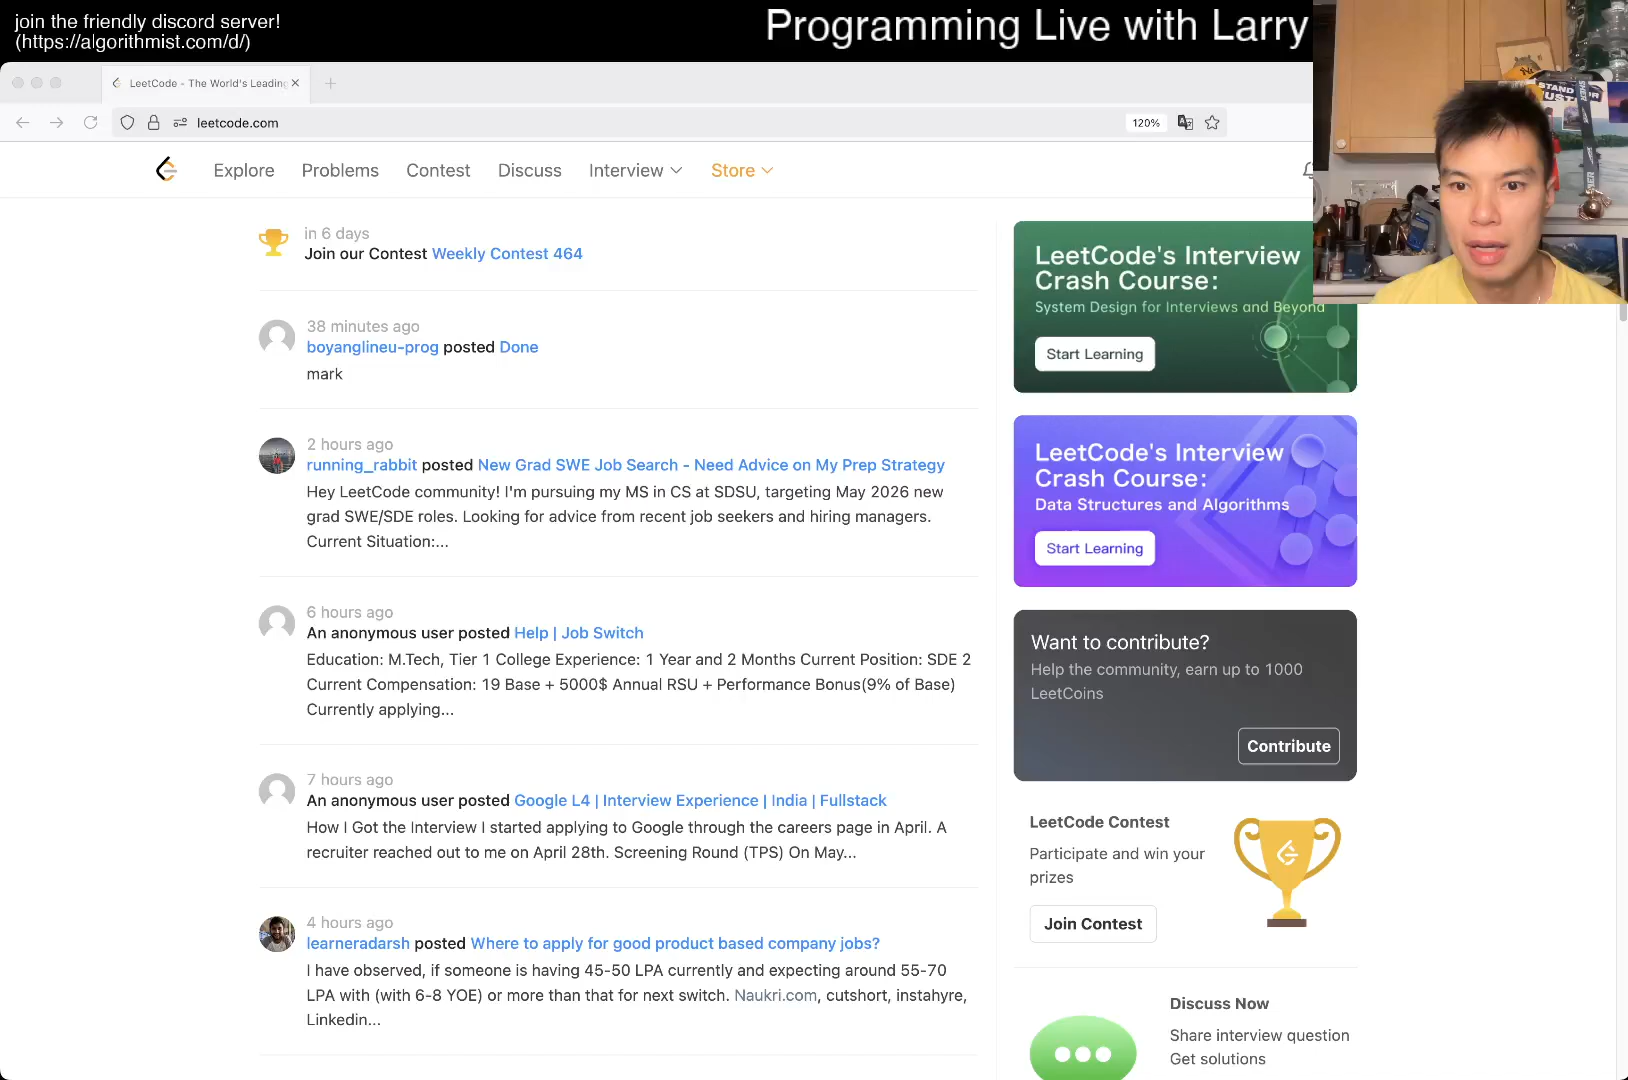 join the friendly discord server!
(https://algorithmist.com/d/)
Programming Live with Larry
LeetCode - The World's Leading
leetcode.com
120%
Explore
Problems
Contest
Discuss
Interview
Store
in 6 days
Join our Contest Weekly Contest 464
38 minutes ago
boyanglineu-prog posted Done
mark
2 hours ago
running_rabbit posted New Grad SWE Job Search - Need Advice on My Prep Strategy
Hey LeetCode community! I'm pursuing my MS in CS at SDSU, targeting May 2026 new
grad SWE/SDE roles. Looking for advice from recent job seekers and hiring managers.
Current Situation:...
6 hours ago
An anonymous user posted Help | Job Switch
Education: M.Tech, Tier 1 College Experience: 1 Year and 2 Months Current Position: SDE 2
Current Compensation: 19 Base + 5000$ Annual RSU + Performance Bonus(9% of Base)
Currently applying...
7 hours ago
An anonymous user posted Google L4 | Interview Experience | India | Fullstack
How I Got the Interview I started applying to Google through the careers page in April. A
recruiter reached out to me on April 28th. Screening Round (TPS) On May...
4 hours ago
learneradarsh posted Where to apply for good product based company jobs?
I have observed, if someone is having 45-50 LPA currently and expecting around 55-70
LPA with (with 6-8 YOE) or more than that for next switch. Naukri.com, cutshort, instahyre,
Linkedin...
LeetCode's Interview
Crash Course:
System Design for Interviews and Beyond
Start Learning
LeetCode's Interview
Crash Course:
Data Structures and Algorithms
Start Learning
Want to contribute?
Help the community, earn up to 1000
LeetCoins
Contribute
LeetCode Contest
Participate and win your
prizes
Join Contest
Discuss Now
Share interview question
Get solutions
STAND FOR